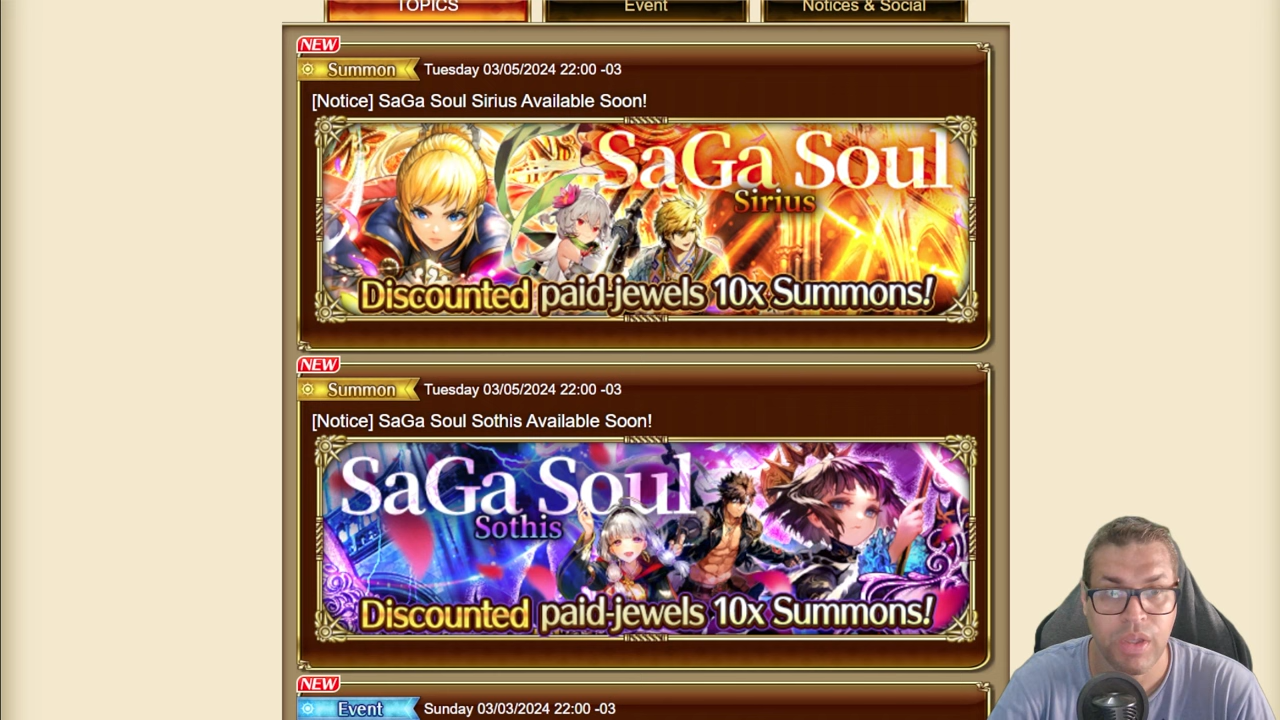 TOPICS
Event
Notices & Social
NEW
Summon
Tuesday 03/05/2024 22:00 -03
[Notice] SaGa Soul Sirius Available Soon!
SaGa Soul
Sirius
Discounted paid-jewels 10x Summons!
NEW
Summon
Tuesday 03/05/2024 22:00 -03
[Notice] SaGa Soul Sothis Available Soon!
SaGa Soul
Sothis
Discounted paid-jewels 10x Summons!
NEW
Event
Sunday 03/03/2024 22:00 -03